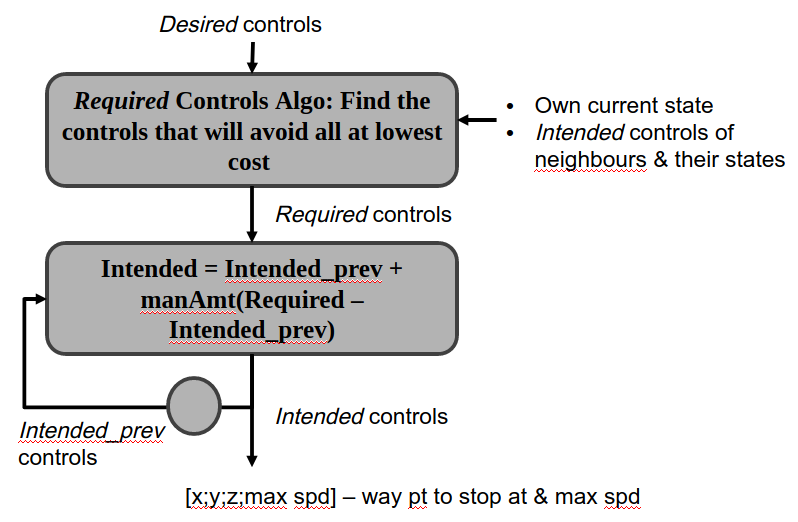 Desired controls
Required Controls Algo: Find the
controls that will avoid all at lowest
cost
• Own current state
• Intended controls of
neighbours & their states
Required controls
Intended = Intended_prev +
manAmt(Required –
Intended_prev)
Intended controls
Intended_prev
controls
[x;y;z;max spd] – way pt to stop at & max spd